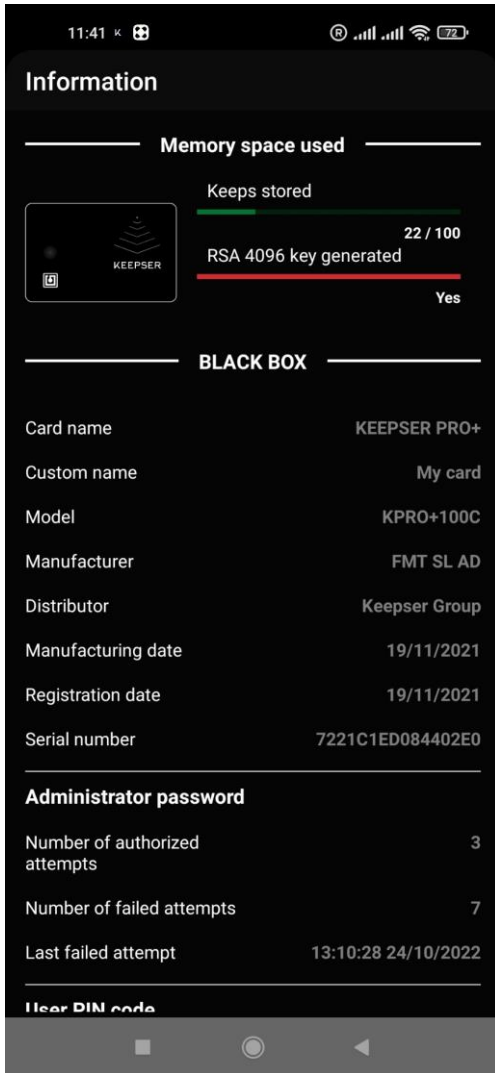 11:41 K
R 72
Information
Memory space used
Keeps stored
22 / 100
KEEPSER
RSA 4096 key generated
Yes
BLACK BOX
Card name KEEPSER PRO+
Custom name My card
Model KPRO+100C
Manufacturer FMT SL AD
Distributor Keepser Group
Manufacturing date 19/11/2021
Registration date 19/11/2021
Serial number 7221C1ED084402E0
Administrator password
Number of authorized 3
attempts
Number of failed attempts 7
Last failed attempt 13:10:28 24/10/2022
User PIN code